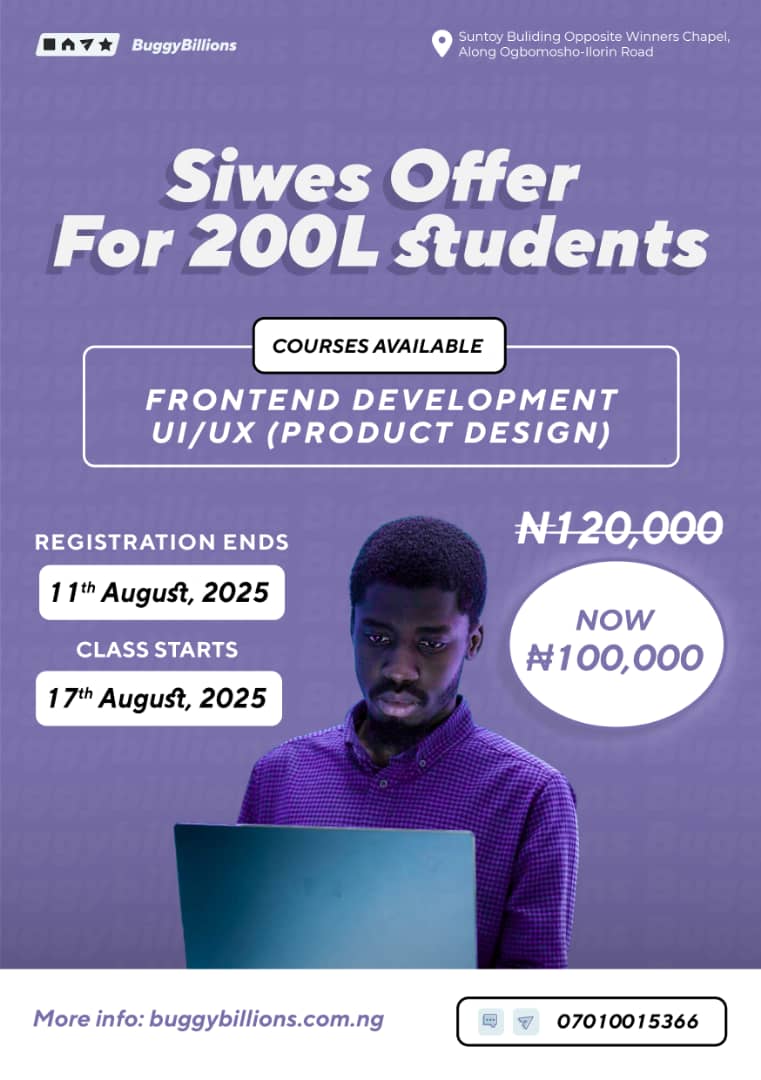 BuggyBillions
Suntoy Buliding Opposite Winners Chapel,
Along Ogbomosho-Ilorin Road
Siwes Offer
For 200L students
COURSES AVAILABLE
FRONTEND DEVELOPMENT
UI/UX (PRODUCT DESIGN)
REGISTRATION ENDS
11th August, 2025
CLASS STARTS
17th August, 2025
₦120,000
NOW
₦100,000
More info: buggybillions.com.ng
07010015366